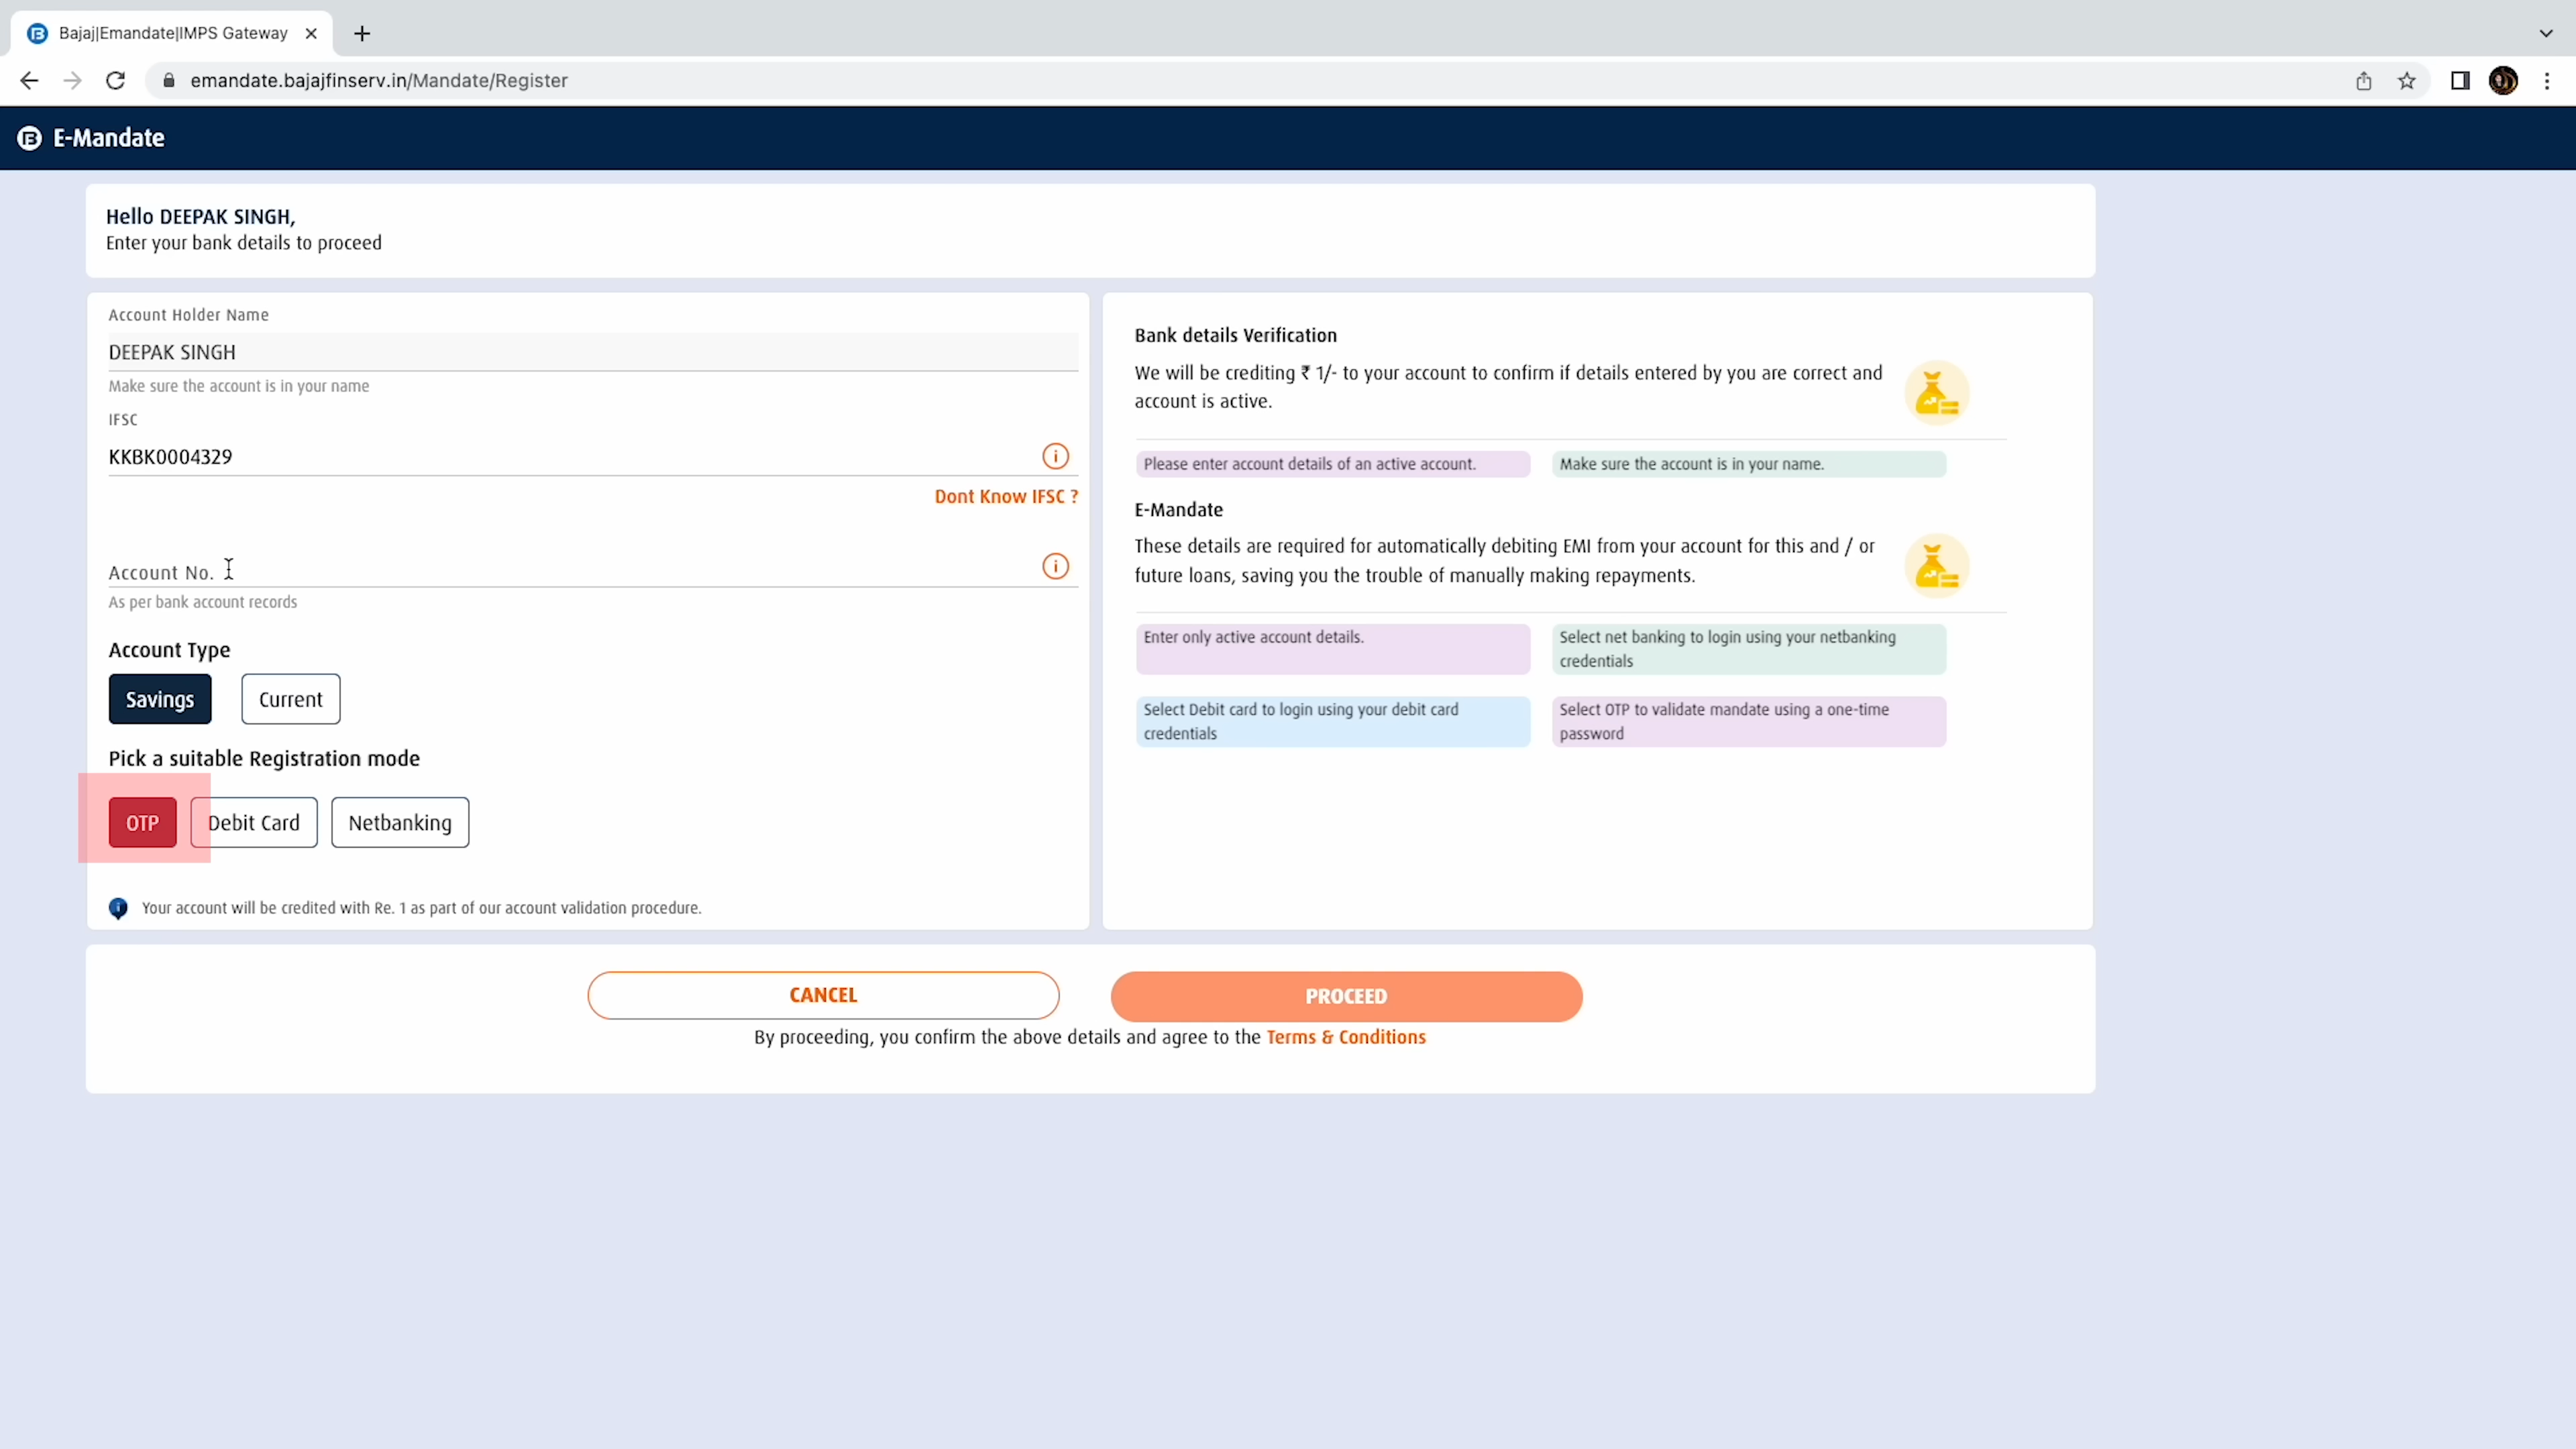 Bajaj|Emandate|IMPS Gateway
emandate.bajajfinserv.in/Mandate/Register
E-Mandate
Hello DEEPAK SINGH,
Enter your bank details to proceed
Account Holder Name
DEEPAK SINGH
Make sure the account is in your name
IFSC
KKBK0004329
Dont Know IFSC ?
Account No.
As per bank account records
Account Type
Savings
Current
Pick a suitable Registration mode
OTP
Debit Card
Netbanking
Your account will be credited with Re. 1 as part of our account validation procedure.
Bank details Verification
We will be crediting ₹ 1/- to your account to confirm if details entered by you are correct and
account is active.
Please enter account details of an active account.
Make sure the account is in your name.
E-Mandate
These details are required for automatically debiting EMI from your account for this and / or
future loans, saving you the trouble of manually making repayments.
Enter only active account details.
Select net banking to login using your netbanking
credentials
Select Debit card to login using your debit card
credentials
Select OTP to validate mandate using a one-time
password
CANCEL
PROCEED
By proceeding, you confirm the above details and agree to the Terms & Conditions